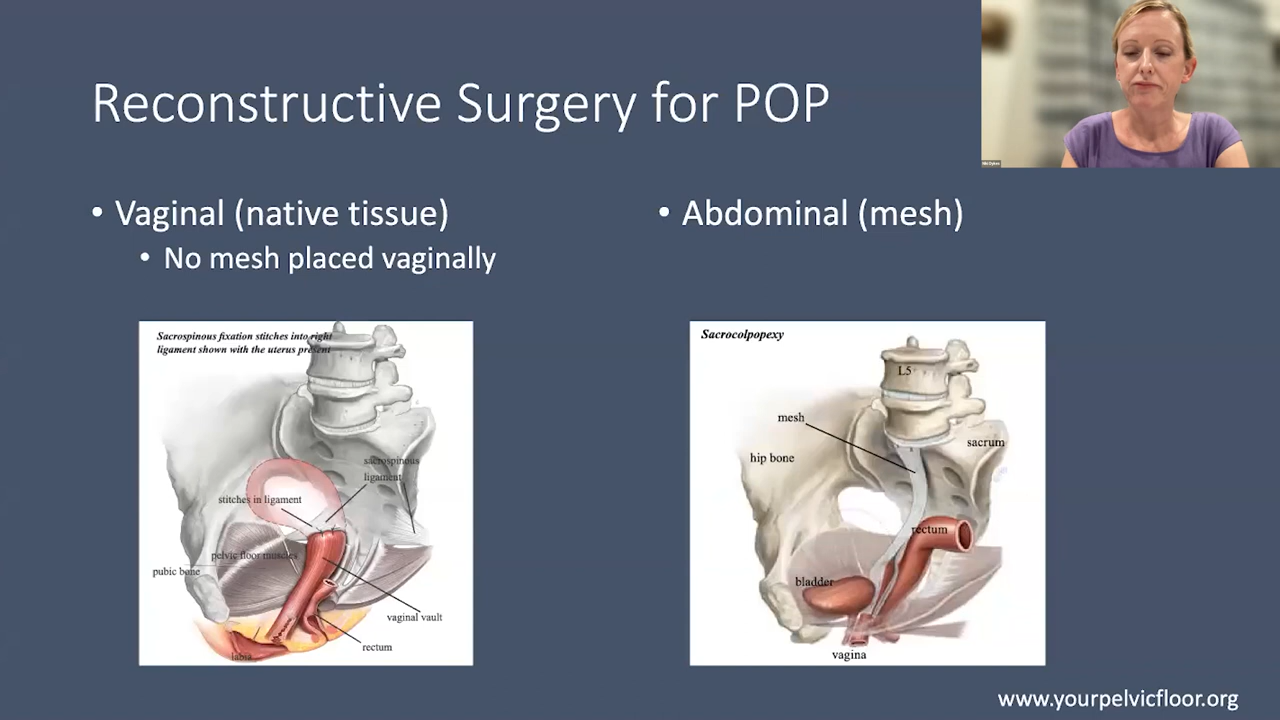 Reconstructive Surgery for POP
• Vaginal (native tissue)
• No mesh placed vaginally
Sacrospinous fixation stitches into right
ligament shown with the uterus present
sacrospinous
ligament
stitches in ligament
pelvic floor muscles
pubic bone
vaginal vault
rectum
labia
• Abdominal (mesh)
Sacrocolpopexy
L5
mesh
sacrum
hip bone
rectum
bladder
vagina
www.yourpelvicfloor.org